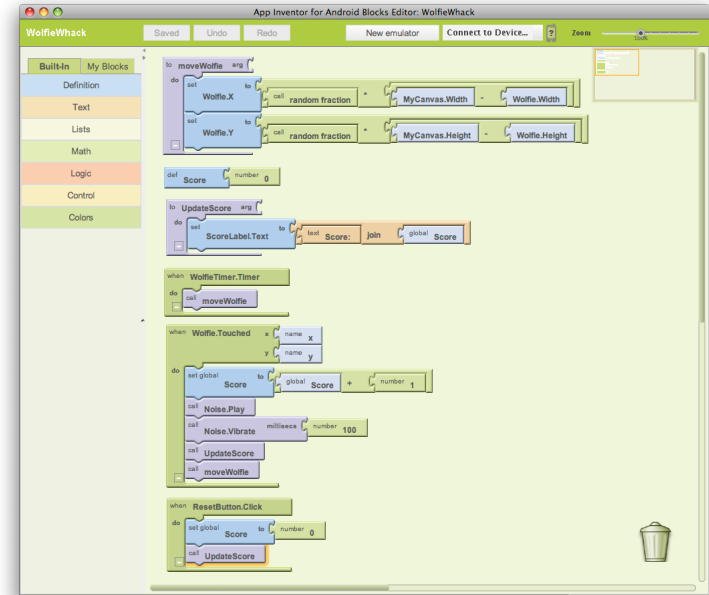 App Inventor for Android Blocks Editor: WolfieWhack
WolfieWhack Saved Undo Redo New emulator Connect to Device... ? Zoom 100%
Built-In My Blocks
Definition
Text
Lists
Math
Logic
Control
Colors
to moveWolfie arg
do set Wolfie.X to call random fraction * MyCanvas.Width - Wolfie.Width
set Wolfie.Y to call random fraction * MyCanvas.Height - Wolfie.Height
def Score number 0
to UpdateScore arg
do set ScoreLabel.Text to text Score: join global Score
when WolfieTimer.Timer
do call moveWolfie
when Wolfie.Touched x name x
y name y
do set global Score to global Score + number 1
call Noise.Play
call Noise.Vibrate millisecs number 100
call UpdateScore
call moveWolfie
when ResetButton.Click
do set global Score to number 0
call UpdateScore